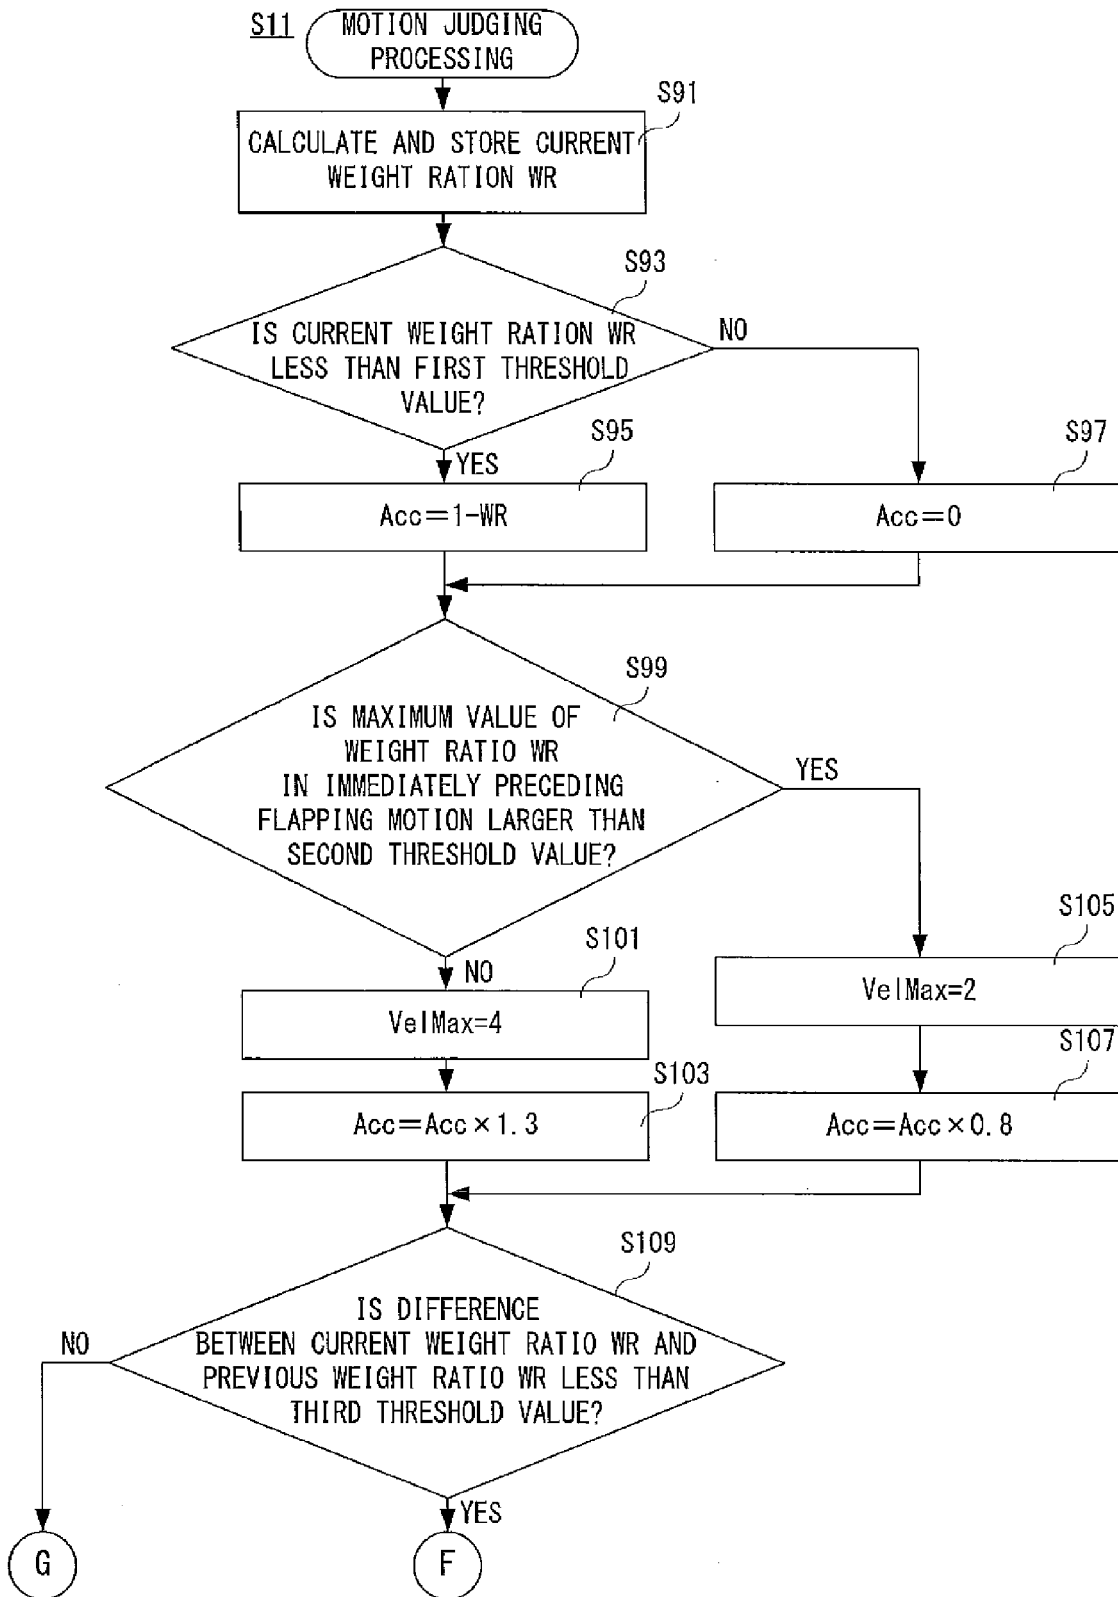 S11
MOTION JUDGING
PROCESSING
S91
CALCULATE AND STORE CURRENT
WEIGHT RATION WR
S93
IS CURRENT WEIGHT RATION WR
LESS THAN FIRST THRESHOLD
VALUE?
NO
YES
S95
Acc=1-WR
S97
Acc=0
S99
IS MAXIMUM VALUE OF
WEIGHT RATIO WR
IN IMMEDIATELY PRECEDING
FLAPPING MOTION LARGER THAN
SECOND THRESHOLD VALUE?
YES
NO
S101
VelMax=4
S105
VelMax=2
S103
Acc=Acc×1.3
S107
Acc=Acc×0.8
S109
IS DIFFERENCE
BETWEEN CURRENT WEIGHT RATIO WR AND
PREVIOUS WEIGHT RATIO WR LESS THAN
THIRD THRESHOLD VALUE?
NO
YES
G
F